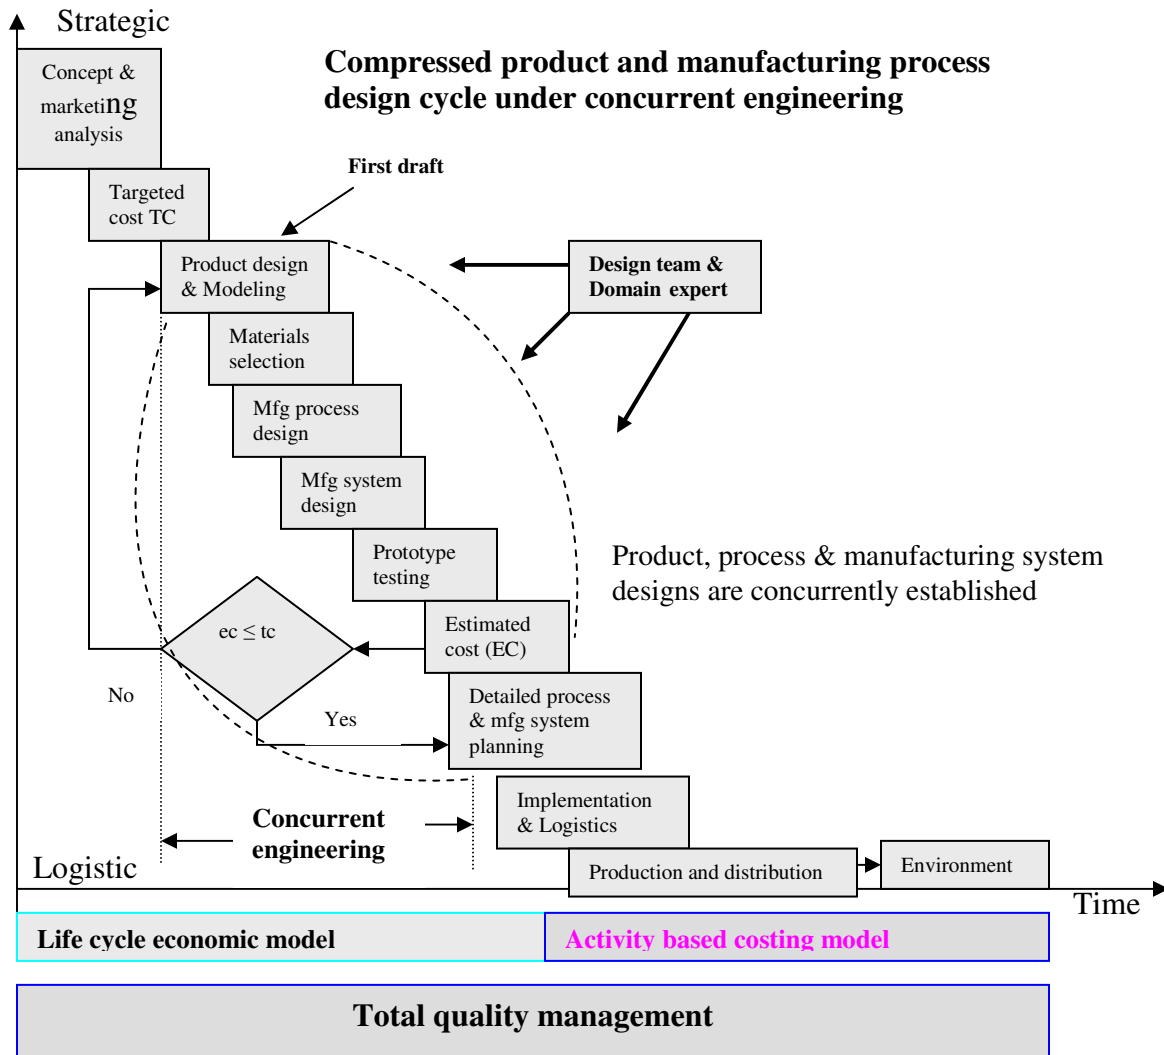 Strategic
Concept &
marketing
analysis
Compressed product and manufacturing process
design cycle under concurrent engineering
First draft
Targeted
cost TC
Product design
& Modeling
Design team &
Domain expert
Materials
selection
Mfg process
design
Mfg system
design
Prototype
testing
Product, process & manufacturing system
designs are concurrently established
ec ≤ tc
Estimated
cost (EC)
No
Yes
Detailed process
& mfg system
planning
Concurrent
engineering
Implementation
& Logistics
Logistic
Production and distribution
Environment
Time
Life cycle economic model
Activity based costing model
Total quality management